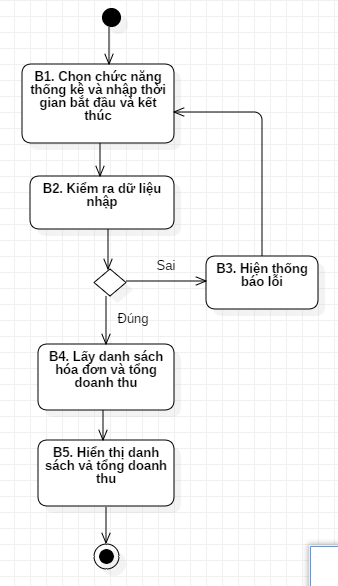 B1. Chọn chức năng
thống kê và nhập thời
gian bắt đầu và kết
thúc
B2. Kiểm ra dữ liệu
nhập
Sai
B3. Hiện thống
báo lỗi
Đúng
B4. Lấy danh sách
hóa đơn và tổng
doanh thu
B5. Hiển thị danh
sách và tổng doanh
thu